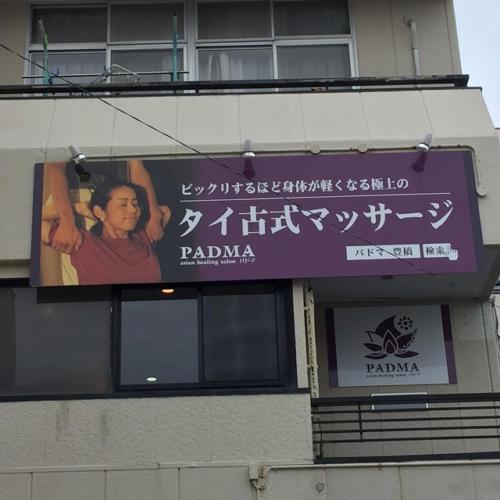 ビックリするほど身体が軽くなる極上の
タイ古式マッサージ
PADMA
asian healing salon パドマ
パドマ 豊橋 検索
PADMA
asian healing salon パドマ